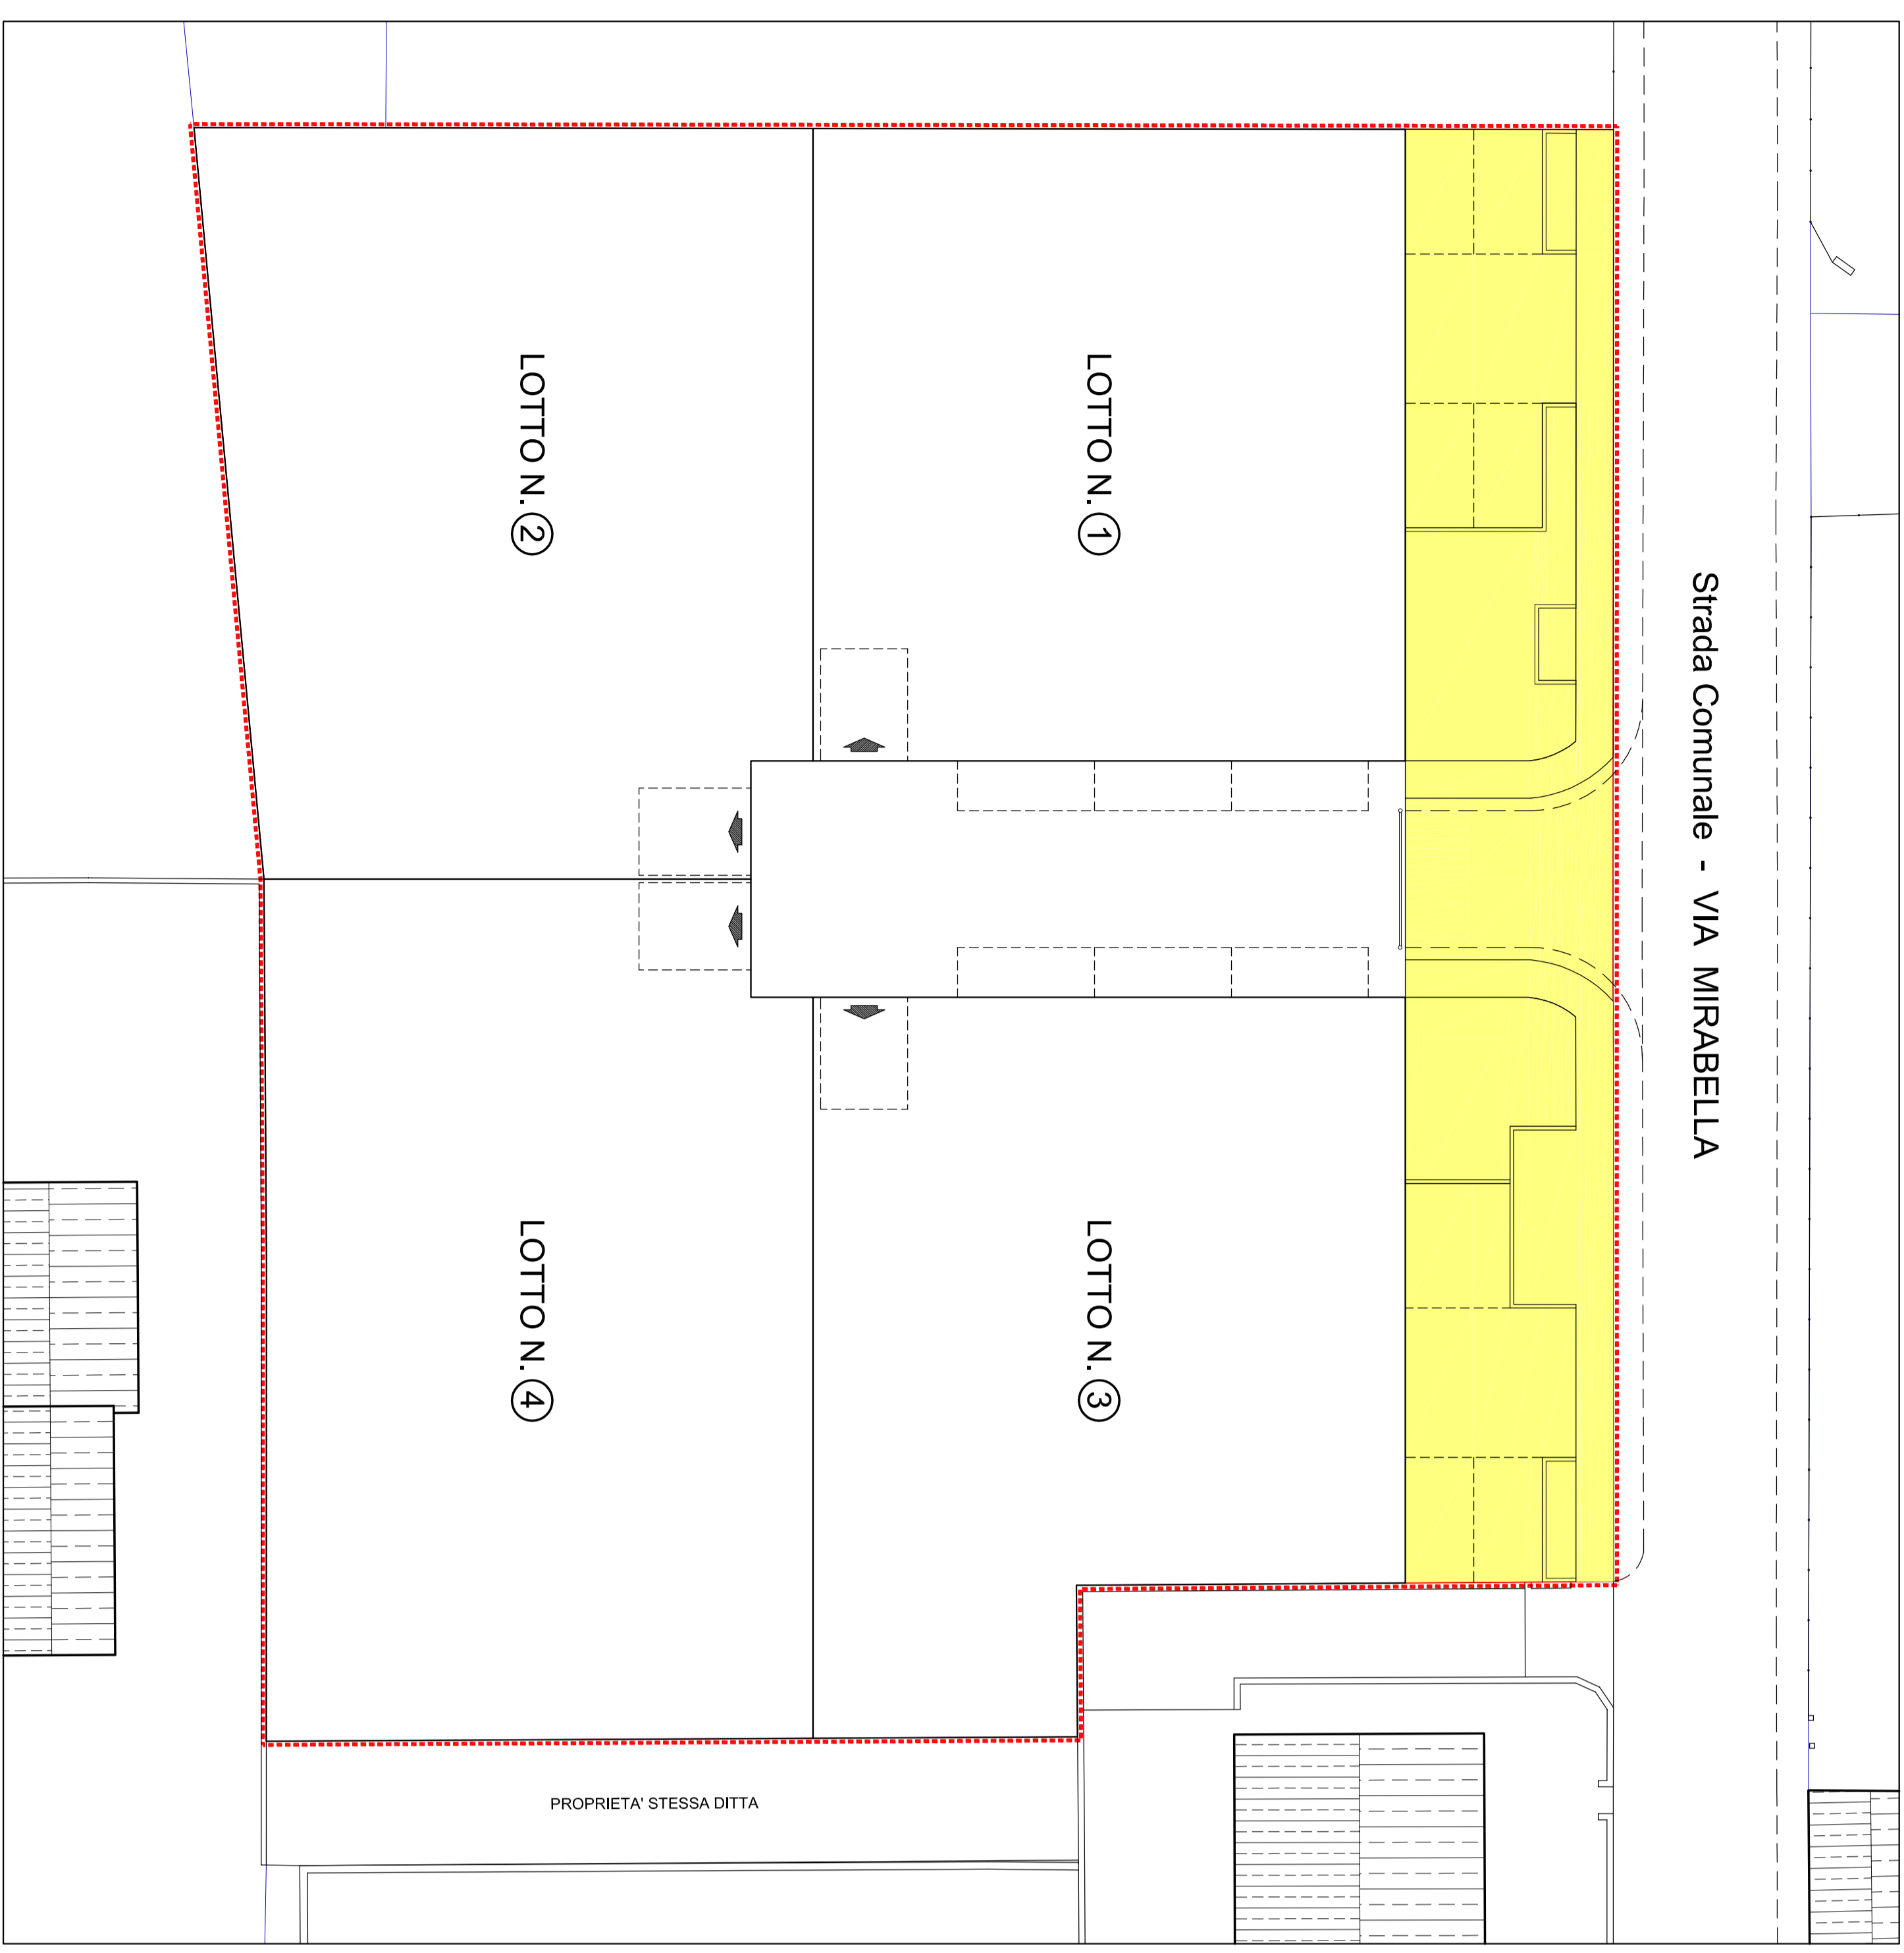 Strada Comunale - VIA MIRABELLA
LOTTO N. 1
LOTTO N. 3
LOTTO N. 2
LOTTO N. 4
PROPRIETA' STESSA DITTA